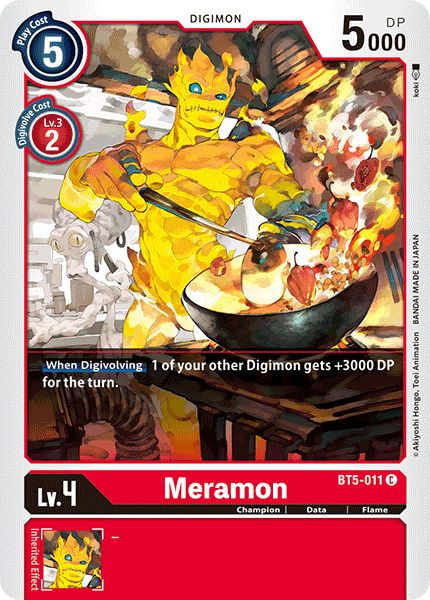 Play Cost
5
DIGIMON
DP
5000
Digivolve Cost
Lv.3
2
koki
© Akiyoshi Hongo, Toei Animation BANDAI MADE IN JAPAN
When Digivolving 1 of your other Digimon gets +3000 DP
for the turn.
BT5-011 C
Lv.4
Meramon
Champion | Data | Flame
Inherited Effect
–